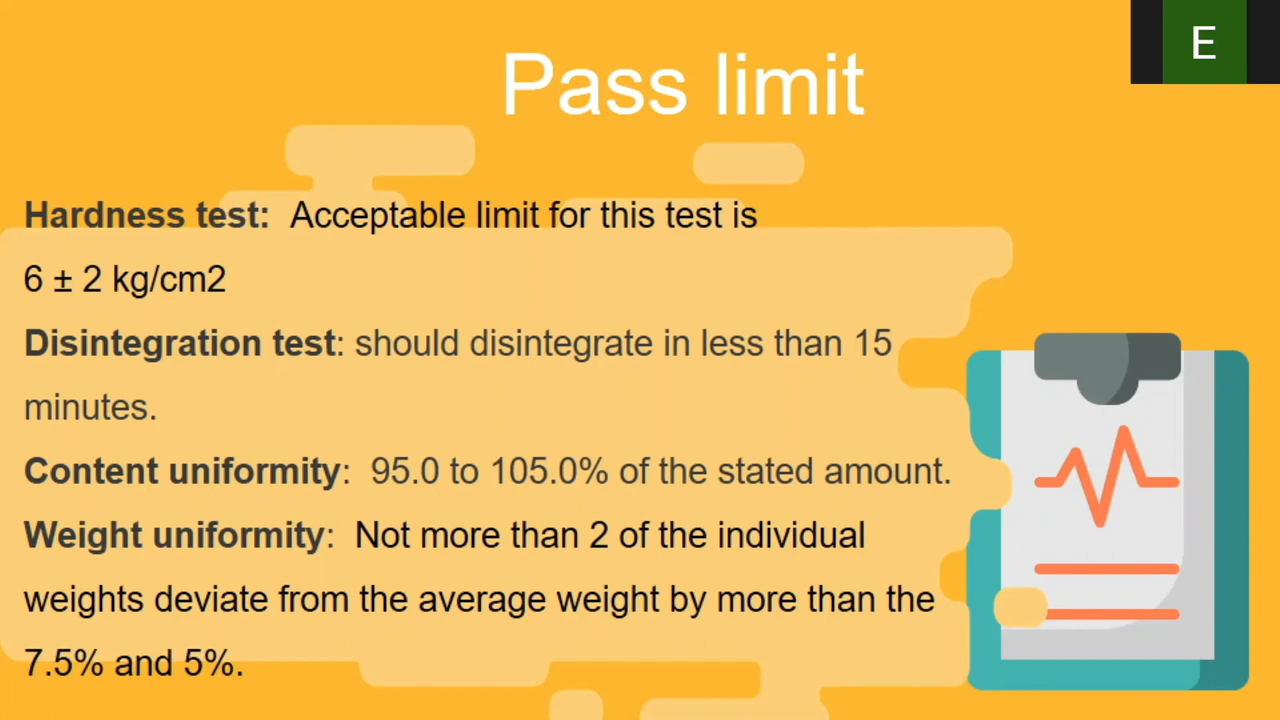 E
Pass limit
Hardness test: Acceptable limit for this test is
6 ± 2 kg/cm2
Disintegration test: should disintegrate in less than 15
minutes.
Content uniformity: 95.0 to 105.0% of the stated amount.
Weight uniformity: Not more than 2 of the individual
weights deviate from the average weight by more than the
7.5% and 5%.